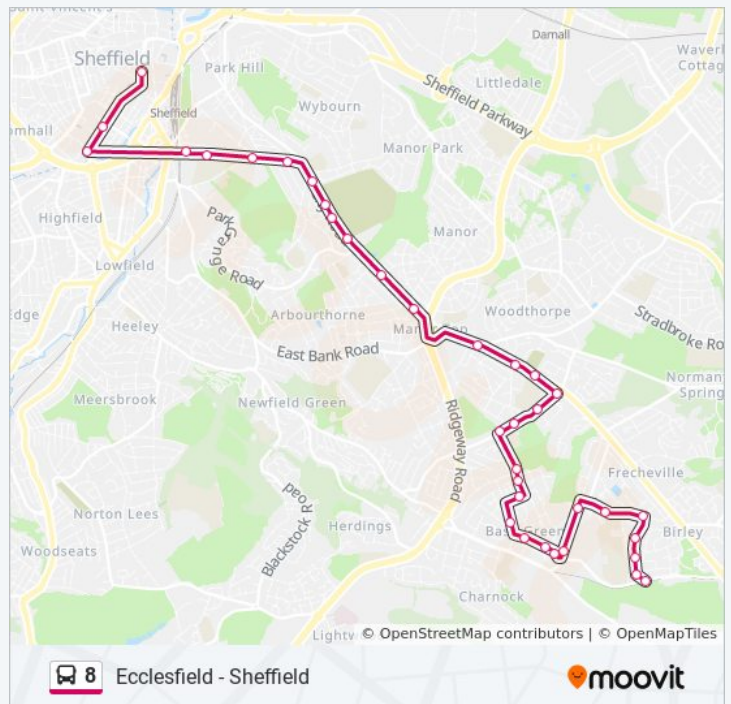 Sheffield
Park Hill
Darnall
Sheffield
Wybourn
Sheffield Parkway
Littledale
Waverl
Cottag
omhall
Manor Park
Highfield
Park Grange Road
Manor
Lowfield
Edge
Heeley
Arbourthorne
Woodthorpe
Stradbroke Ro
East Bank Road
Meersbrook
Newfield Green
Norman
Spring
Ridgeway Road
Frecheville
Norton Lees
Blackstock Road
Herdings
Birley
Woodseats
Charnock
Lightw
© OpenStreetMap contributors | © OpenMapTiles
8 Ecclesfield - Sheffield
moovit